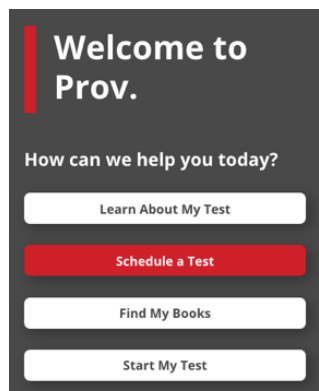 Welcome to
Prov.
How can we help you today?
Learn About My Test
Schedule a Test
Find My Books
Start My Test